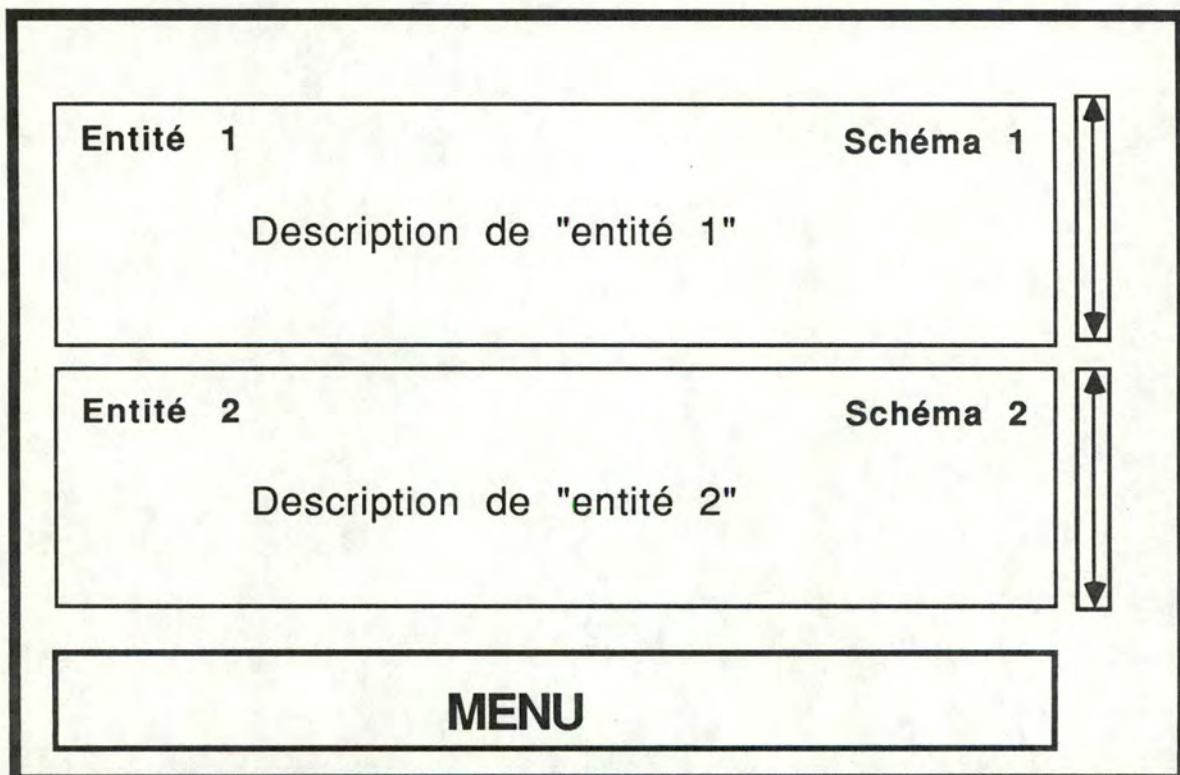 Entité 1 Schéma 1
Description de "entité 1"
Entité 2 Schéma 2
Description de "entité 2"
MENU